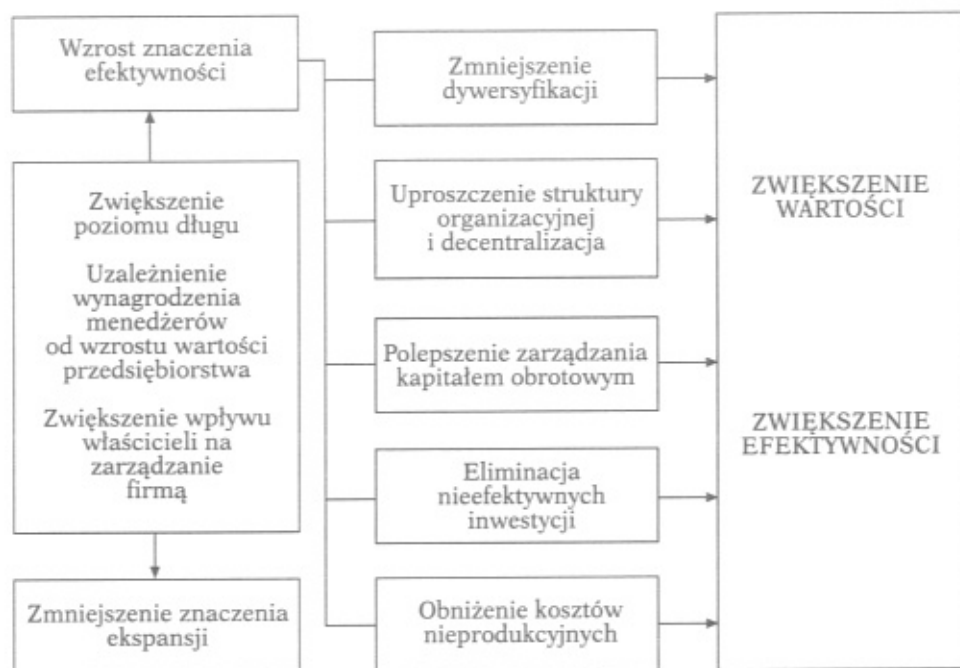 Wzrost znaczenia
efektywności
Zwiększenie
poziomu długu
Uzależnienie
wynagrodzenia
menedżerów
od wzrostu wartości
przedsiębiorstwa
Zwiększenie wpływu
właścicieli na
zarządzanie
firmą
Zmniejszenie znaczenia
ekspansji
Zmniejszenie
dywersyfikacji
Uproszczenie struktury
organizacyjnej
i decentralizacja
Polepszenie zarządzania
kapitałem obrotowym
Eliminacja
nieefektywnych
inwestycji
Obniżenie kosztów
nieprodukcyjnych
ZWIĘKSZENIE
WARTOŚCI
ZWIĘKSZENIE
EFEKTYWNOŚCI